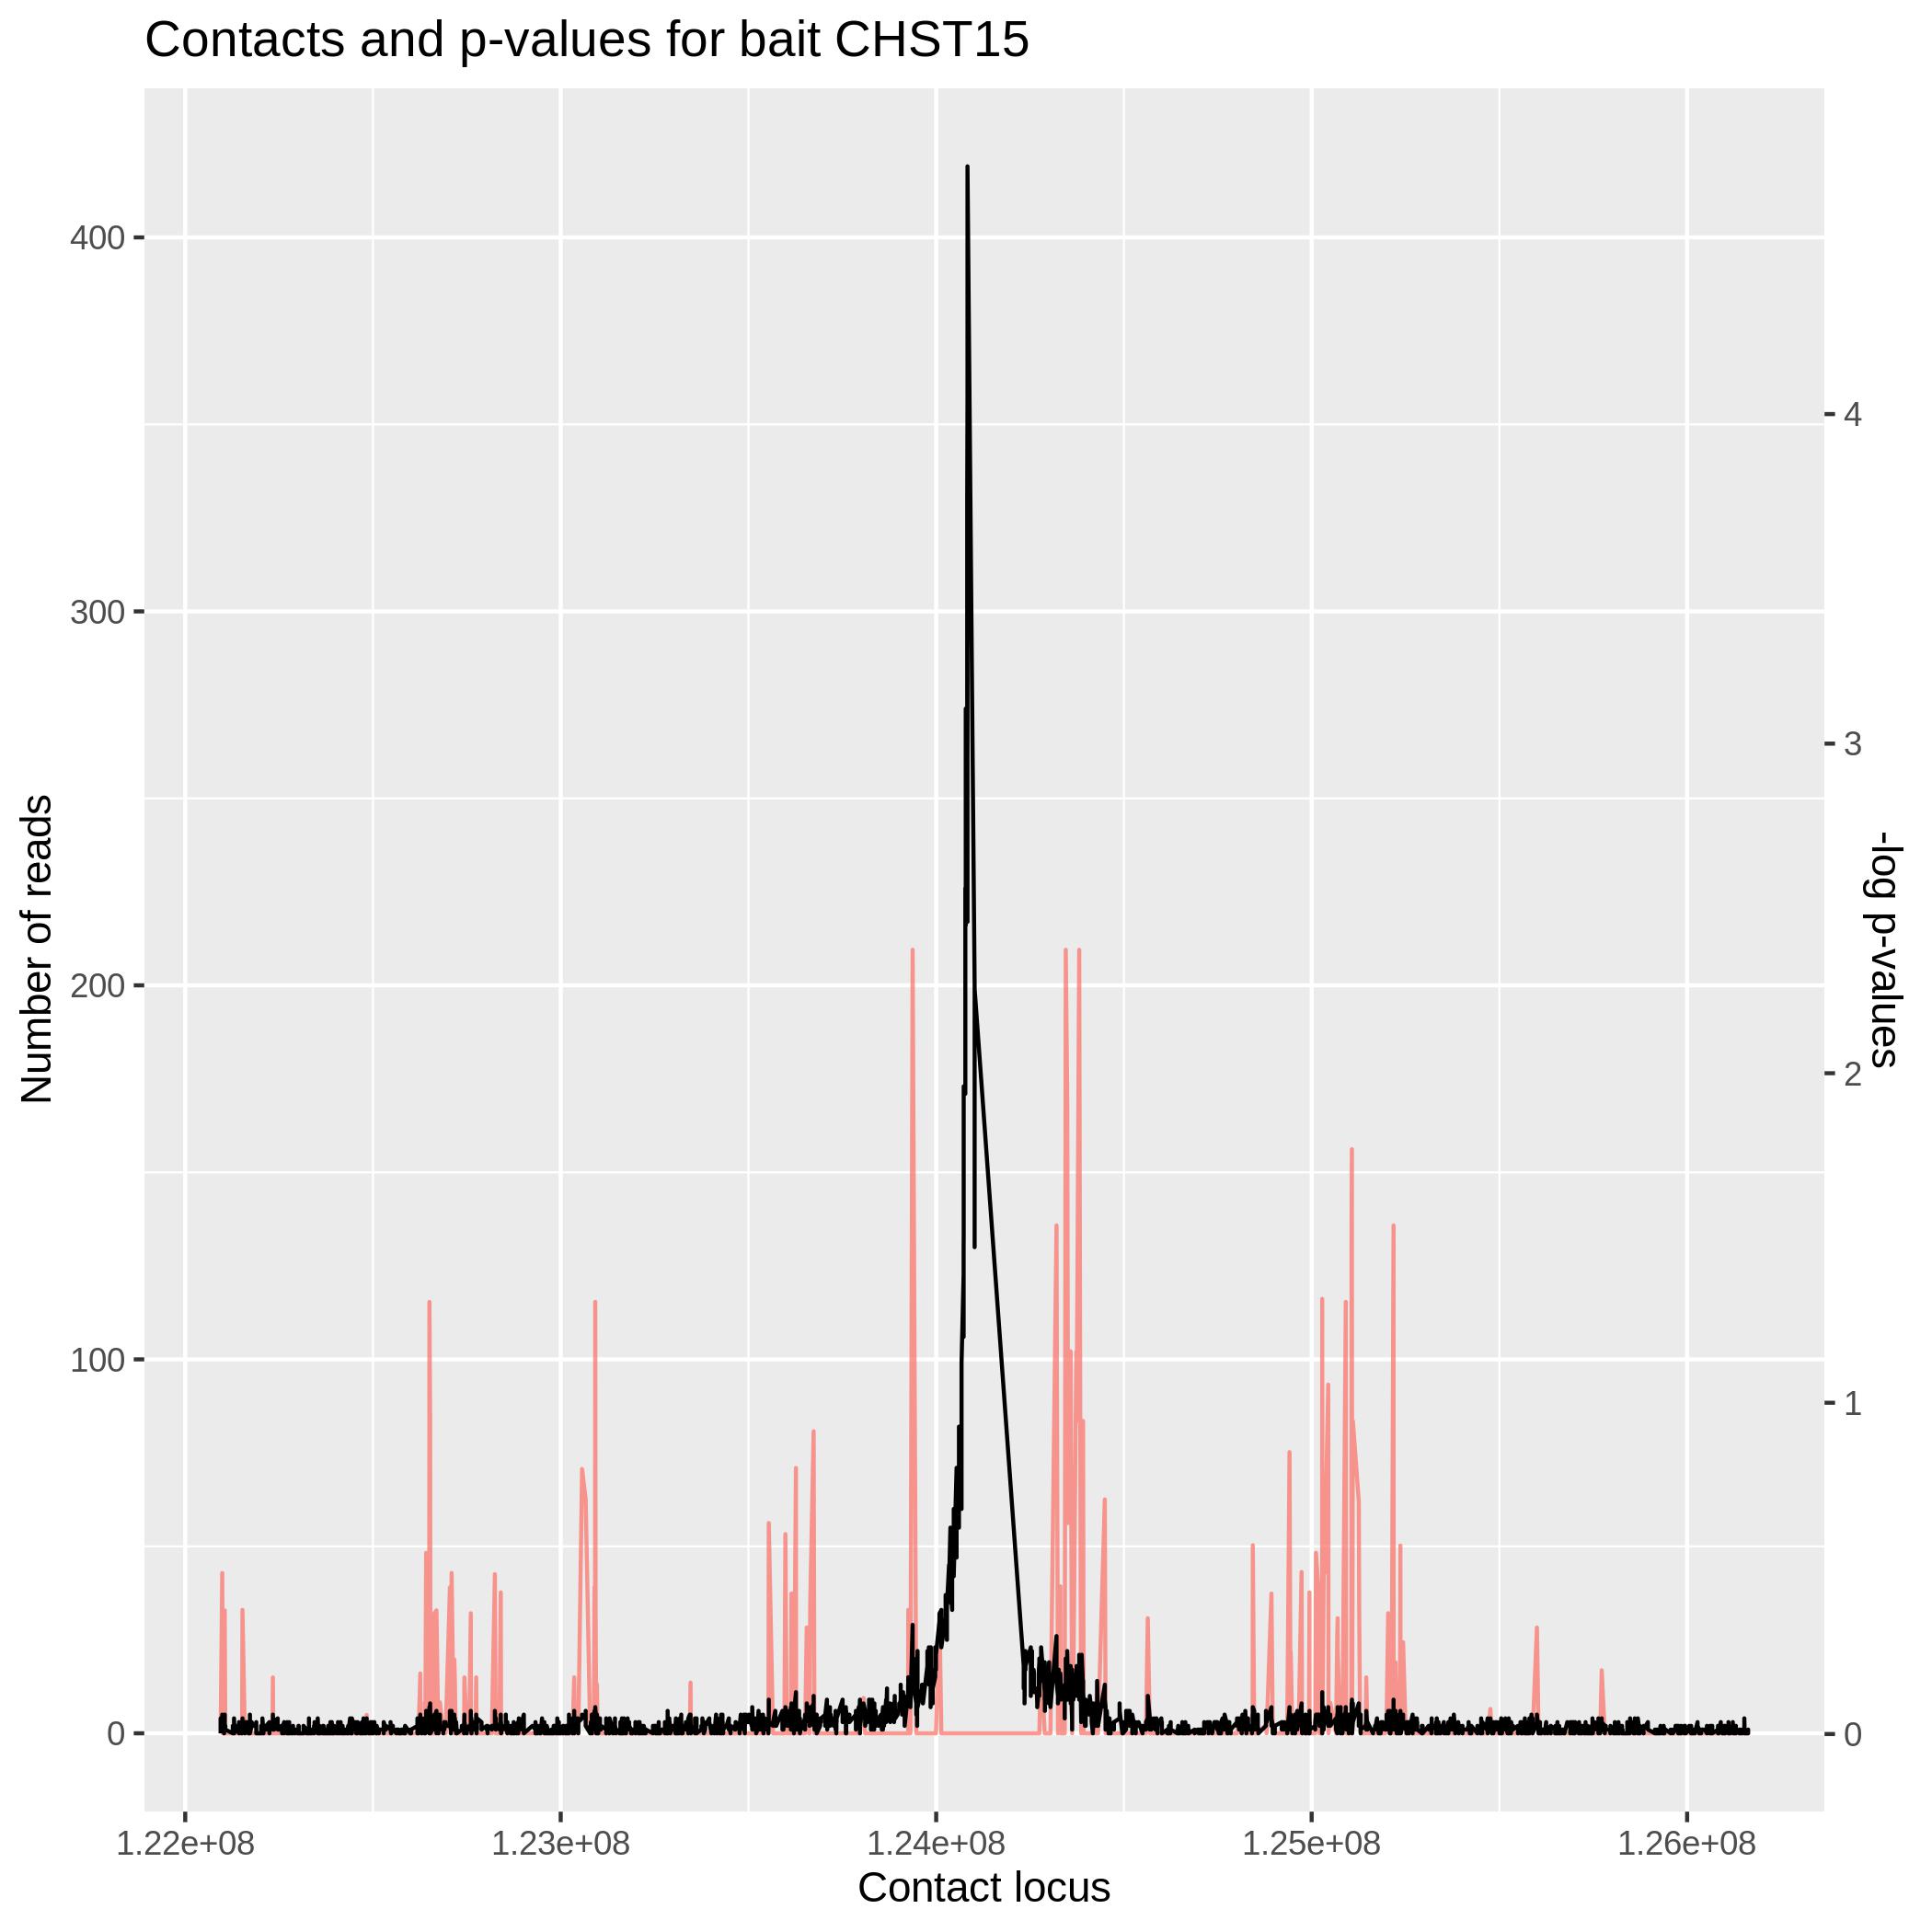 Contacts and p-values for bait CHST15
400
300
200
100
0
Number of reads
4
3
2
1
0
-log p-values
1.22e+08
1.23e+08
1.24e+08
1.25e+08
1.26e+08
Contact locus